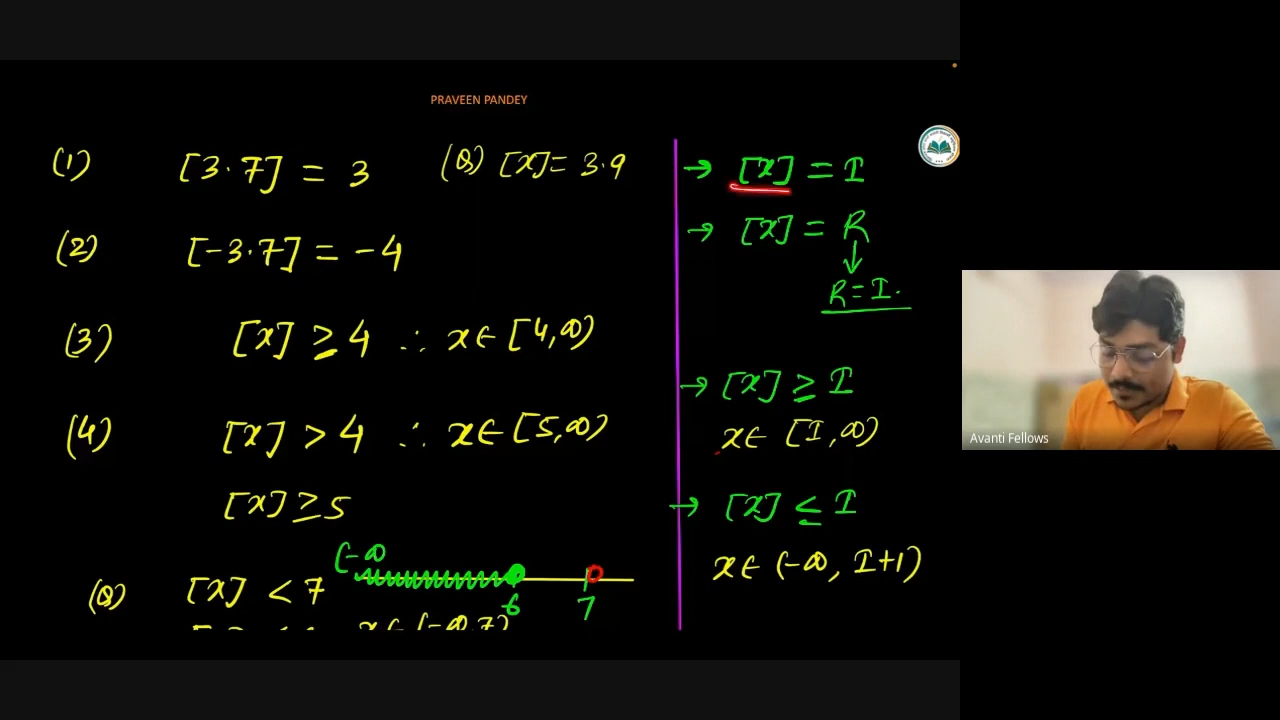 PRAVEEN PANDEY
(1) [3.7] = 3 (Q) [x] = 3.9
(2) [-3.7] = -4
(3) [x] ≥ 4 ∴ x ∈ [4, ∞)
(4) [x] > 4 ∴ x ∈ [5, ∞)
[x] ≥ 5
(-∞
(Q) [x] < 7
6 7
x ∈ (-∞, 7)
→ [x] = I
→ [x] = R
↓
R = I.
→ [x] ≥ I
x ∈ [I, ∞)
→ [x] ≤ I
x ∈ (-∞, I+1)
Avanti Fellows